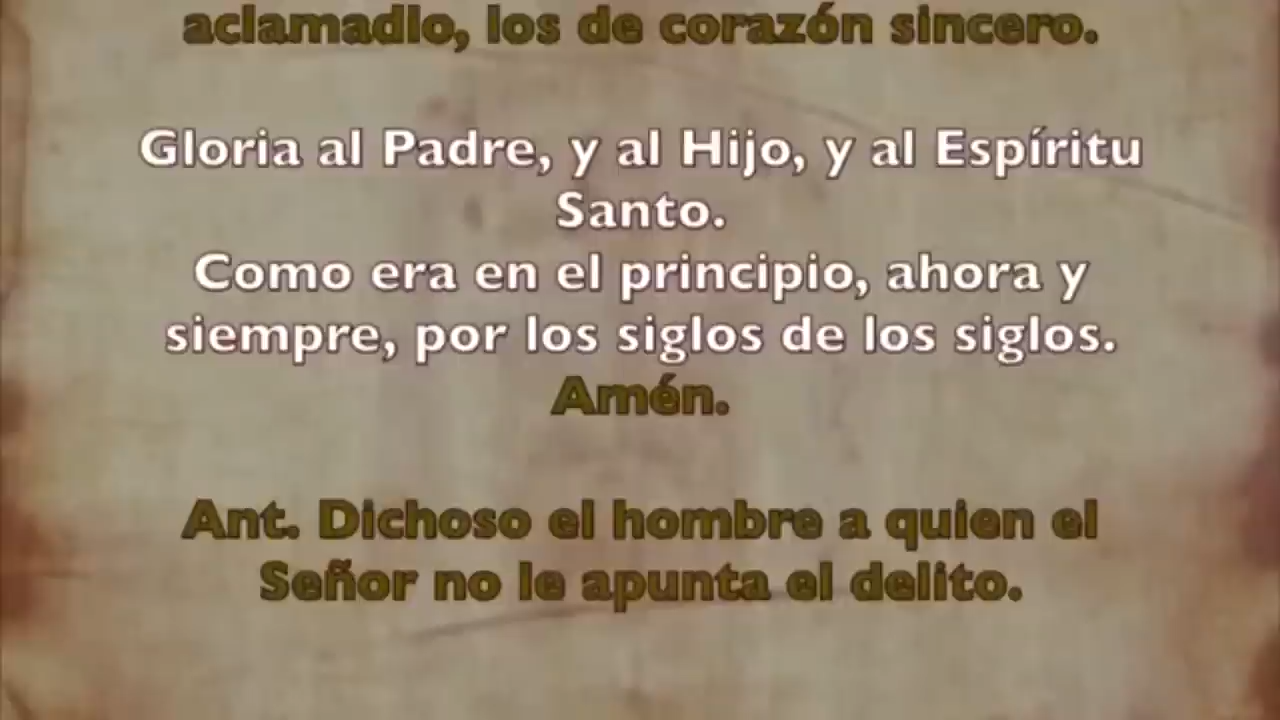 aclamadlo, los de corazón sincero.
Gloria al Padre, y al Hijo, y al Espíritu
Santo.
Como era en el principio, ahora y
siempre, por los siglos de los siglos.
Amén.
Ant. Dichoso el hombre a quien el
Señor no le apunta el delito.